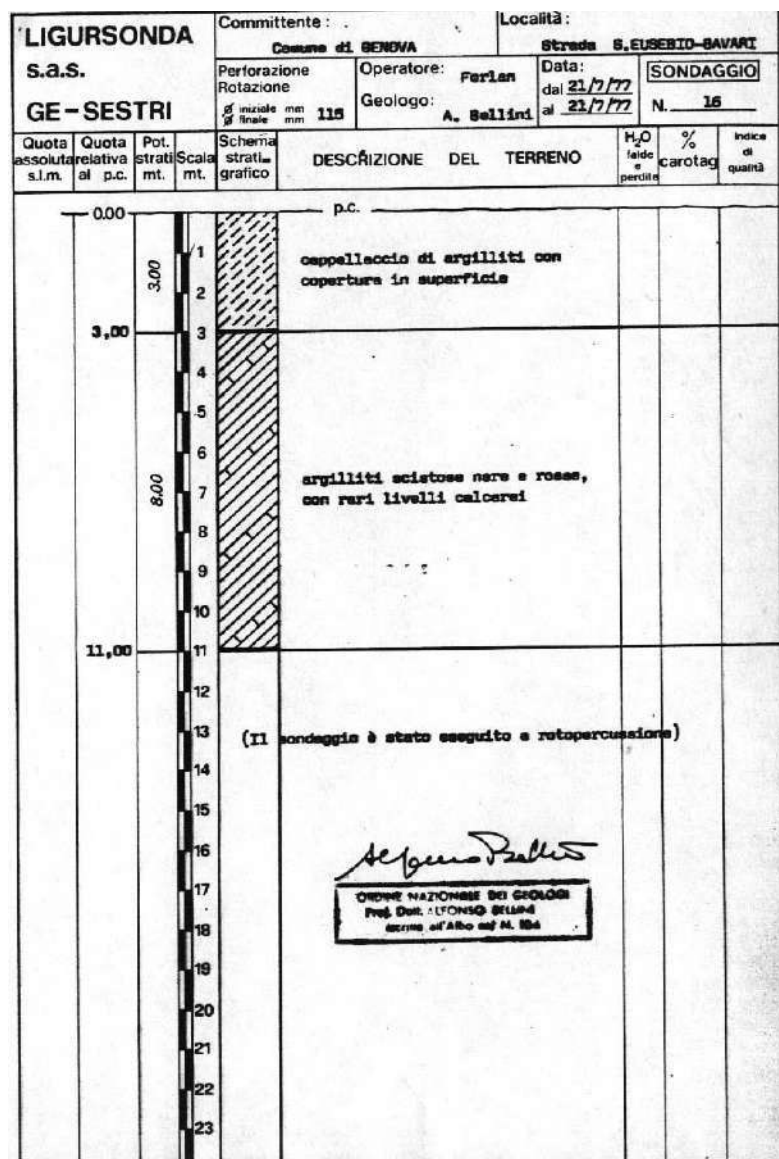 LIGURSONDA
s.a.s.
GE-SESTRI
Committente:
Comune di GENOVA
Località:
Strada S.EUSEBIO-BAVARI
Perforazione
Rotazione
ø iniziale mm
ø finale mm
115
Operatore: Ferlan
Geologo:
A. Bellini
Data:
dal 21/7/77
al 21/7/77
SONDAGGIO
N. 16
Quota assoluta s.l.m.
Quota relativa al p.c.
Pot. strati mt.
Scala mt.
Schema strati_ grafico
DESCRIZIONE DEL TERRENO
H2O falde e perdite
% carotag
Indice di qualità
0.00
p.c.
1
3.00
cappellaccio di argilliti con
copertura in superficie
2
3,00
3
4
5
6
8.00
argilliti scistose nere e rosse,
con rari livelli calcarei
7
8
9
10
11,00
11
12
13
(Il sondaggio è stato eseguito a rotopercussione)
14
15
16
Alfonso Bellini
17
ORDINE NAZIONALE DEI GEOLOGI
Prof. Dott. ALFONSO BELLINI
18
19
20
21
22
23